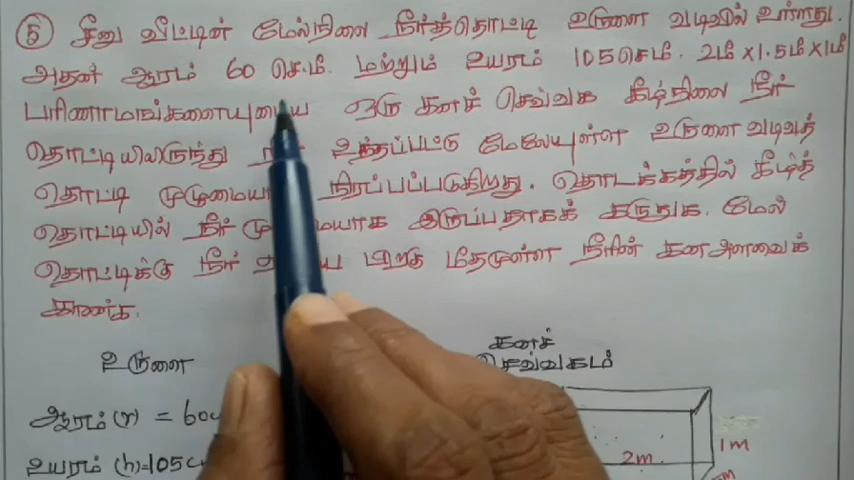 ⑤ சீனு வீட்டின் மேல்நிலை நீர்த்தொட்டி உருளை வடிவில் உள்ளது.
அதன் ஆரம் 60 செ.மீ. மற்றும் உயரம் 105செமீ. 2மீ x 1.5மீ x 1மீ
பரிணாமங்களையுடைய ஒரு கனச் செவ்வக கீழ்நிலை நீர்
தொட்டியிலிருந்து உந்தப்பட்டு மேலேயுள்ள உருளை வடிவத்
தொட்டி நிரப்பப்படுகிறது. தொடக்கத்தில் கீழ்த்
தொட்டியில் நீர் இருப்பதாகக் கருதுக. மேல்
தொட்டிக்கு நீர் பிறகு மீதமுள்ள நீரின் கனஅளவைக்
காண்க.
உருளை கனச் செவ்வகம்
ஆரம் (r) = 60
உயரம் (h)=105 1m
2m